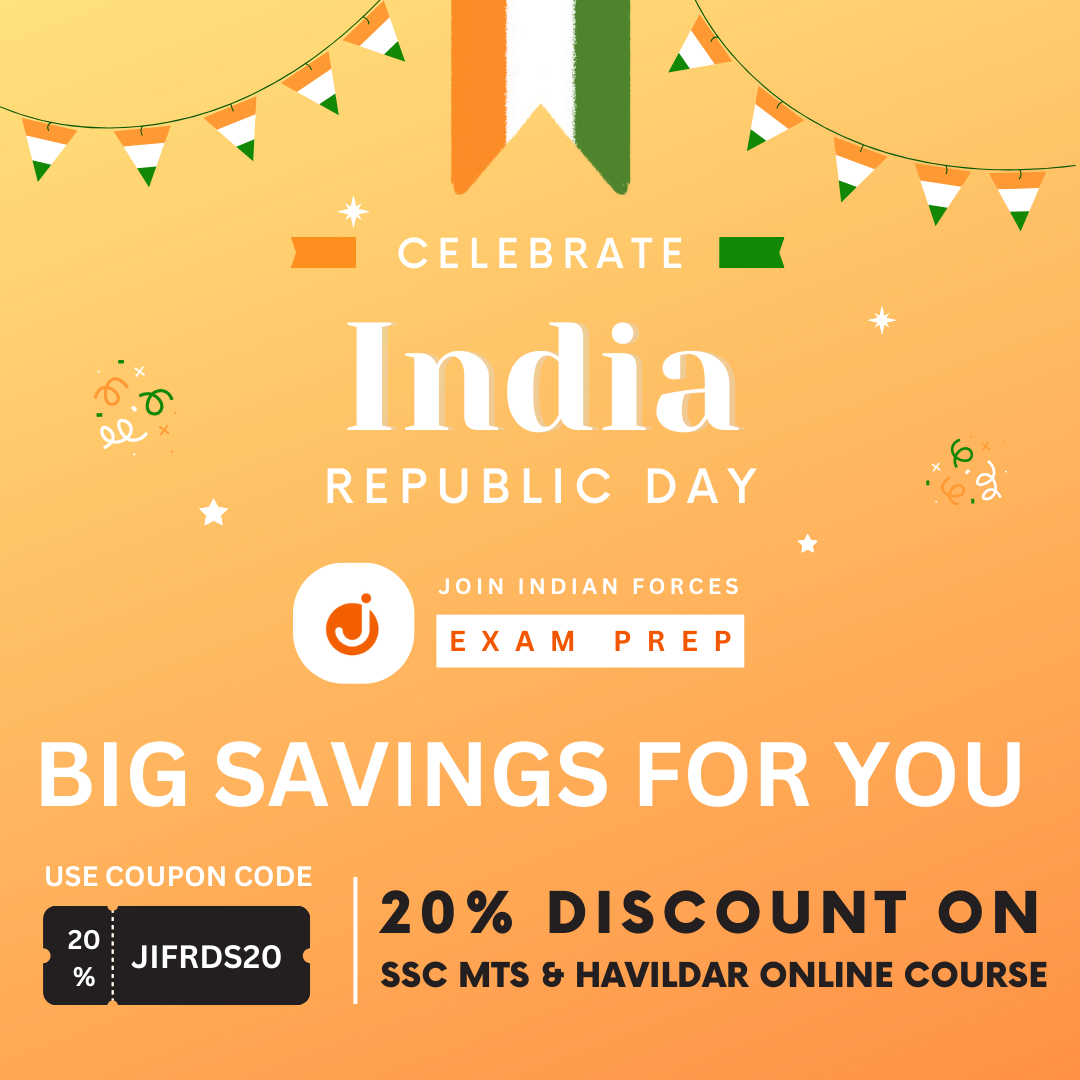 CELEBRATE
India
REPUBLIC DAY
JOIN INDIAN FORCES
EXAM PREP
BIG SAVINGS FOR YOU
USE COUPON CODE
20
%
JIFRDS20
20% DISCOUNT ON
SSC MTS & HAVILDAR ONLINE COURSE